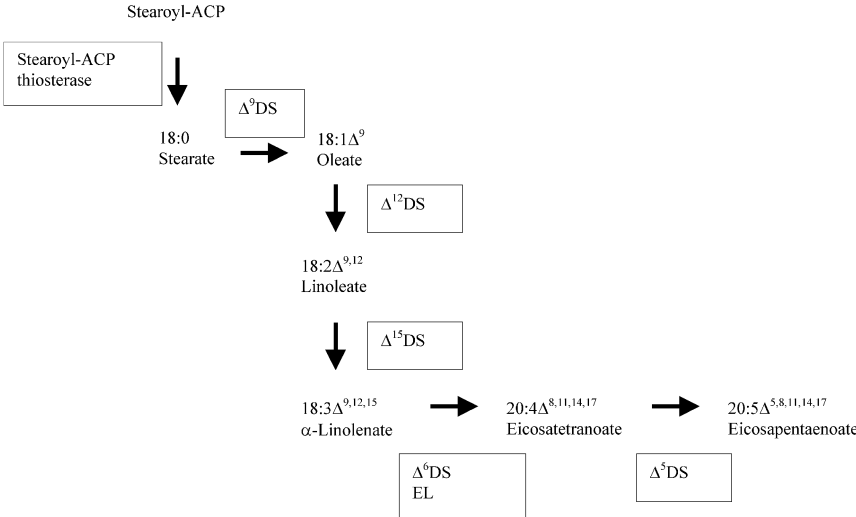 Stearoyl-ACP
Stearoyl-ACP
thiosterase
Δ⁹DS
18:0
Stearate
18:1Δ⁹
Oleate
Δ¹²DS
18:2Δ⁹,¹²
Linoleate
Δ¹⁵DS
18:3Δ⁹,¹²,¹⁵
α-Linolenate
20:4Δ⁸,¹¹,¹⁴,¹⁷
Eicosatetranoate
20:5Δ⁵,⁸,¹¹,¹⁴,¹⁷
Eicosapentaenoate
Δ⁶DS
EL
Δ⁵DS